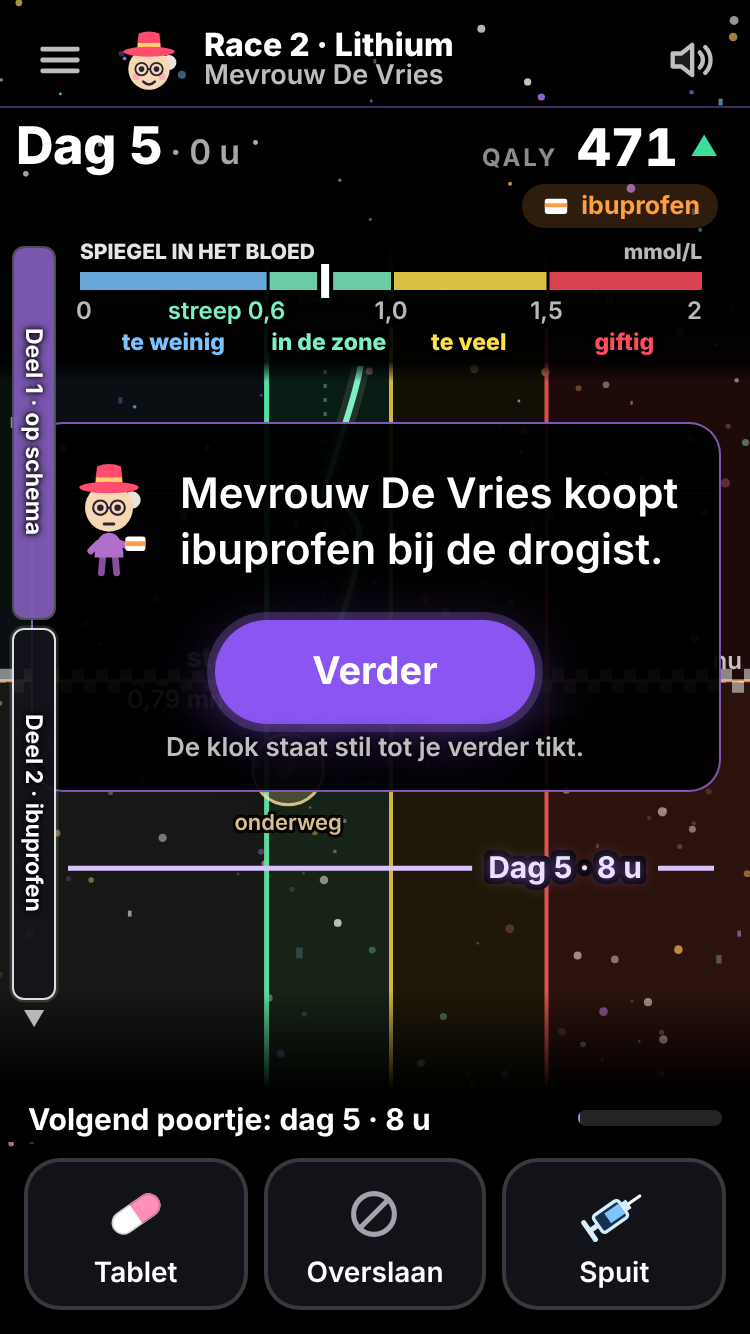 Race 2 · Lithium
Mevrouw De Vries
Dag 5 · 0 u
QALY 471
ibuprofen
SPIEGEL IN HET BLOED
mmol/L
0
streep 0,6
1,0
1,5
2
te weinig
in de zone
te veel
giftig
Deel 1 · op schema
Mevrouw De Vries koopt
ibuprofen bij de drogist.
Verder
De klok staat stil tot je verder tikt.
nu
0,79
Deel 2 · ibuprofen
onderweg
Dag 5 · 8 u
Volgend poortje: dag 5 · 8 u
Tablet
Overslaan
Spuit